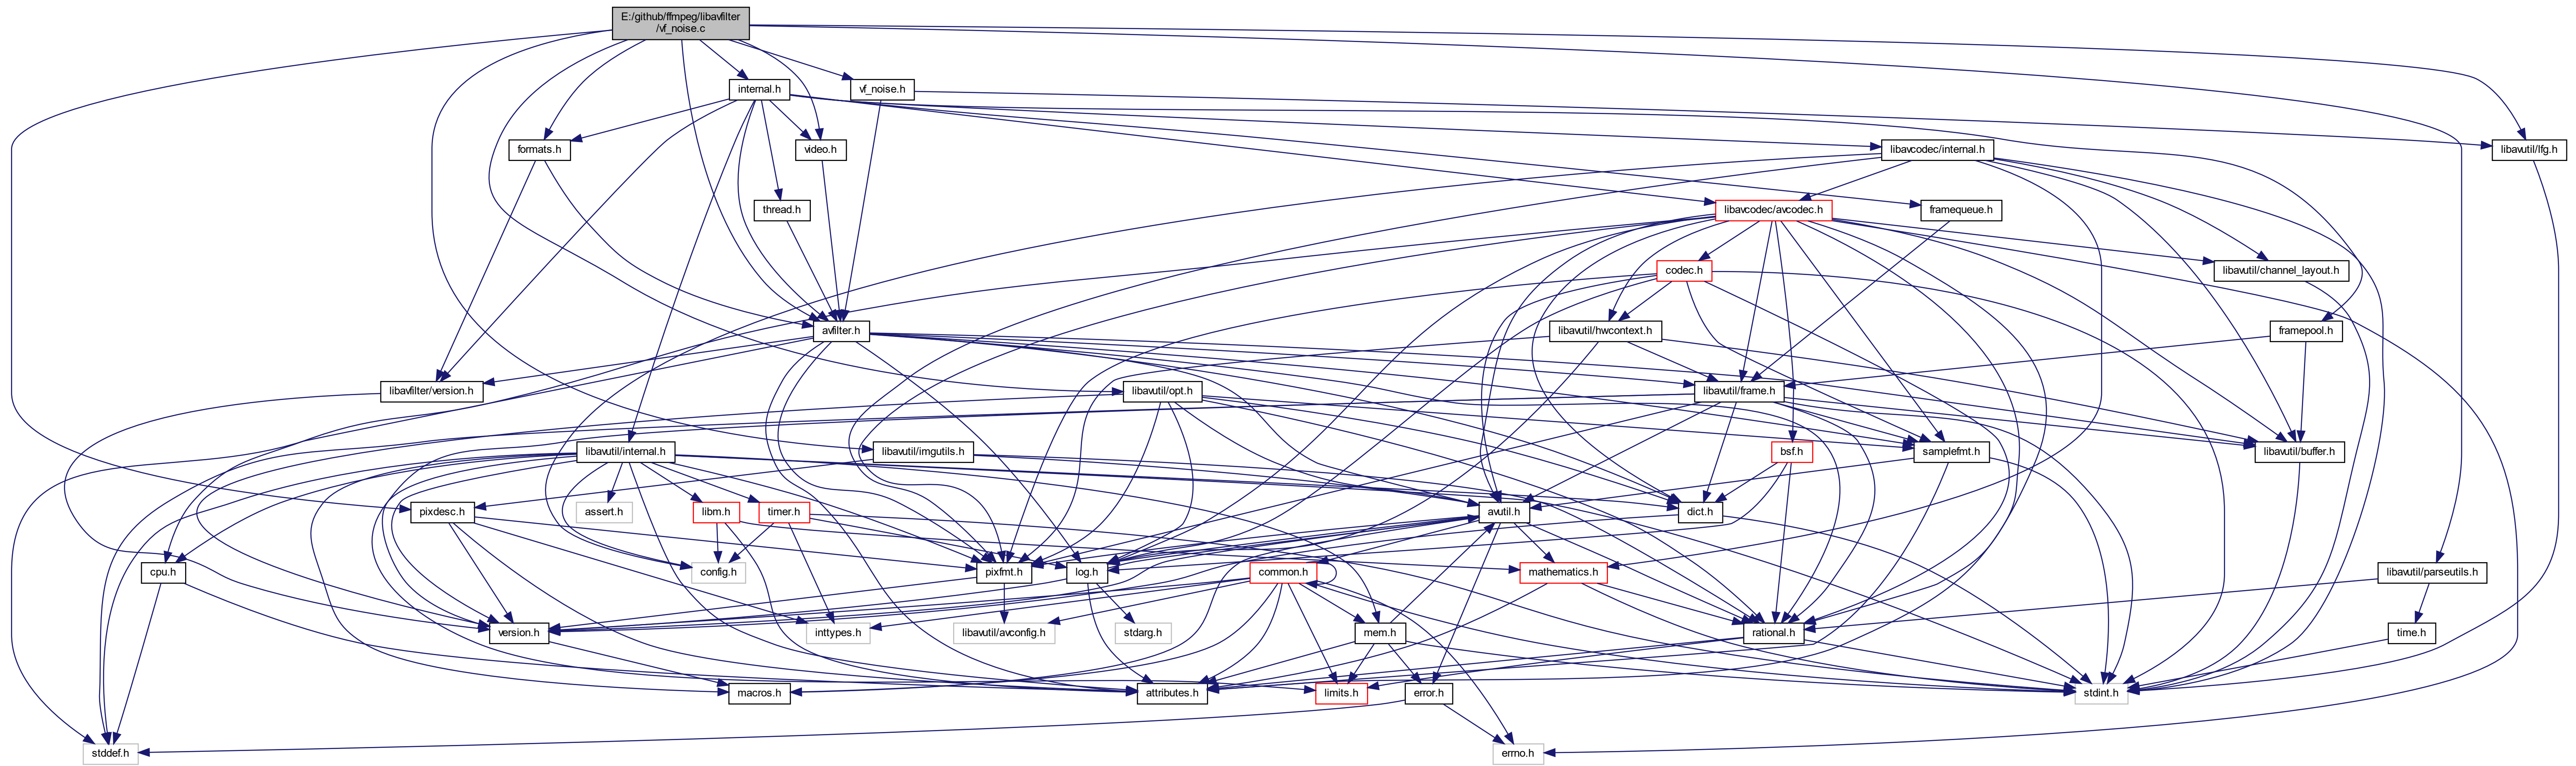 E:/github/ffmpeg/libavfilter
/vf_noise.c
internal.h
vf_noise.h
formats.h
video.h
libavcodec/internal.h
libavutil/lfg.h
thread.h
libavcodec/avcodec.h
framequeue.h
codec.h
libavutil/channel_layout.h
avfilter.h
libavutil/hwcontext.h
framepool.h
libavfilter/version.h
libavutil/opt.h
libavutil/frame.h
libavutil/internal.h
libavutil/imgutils.h
bsf.h
samplefmt.h
libavutil/buffer.h
pixdesc.h
assert.h
libm.h
timer.h
avutil.h
dict.h
cpu.h
config.h
pixfmt.h
log.h
common.h
mathematics.h
libavutil/parseutils.h
version.h
inttypes.h
libavutil/avconfig.h
stdarg.h
mem.h
rational.h
time.h
macros.h
attributes.h
limits.h
error.h
stdint.h
stddef.h
errno.h